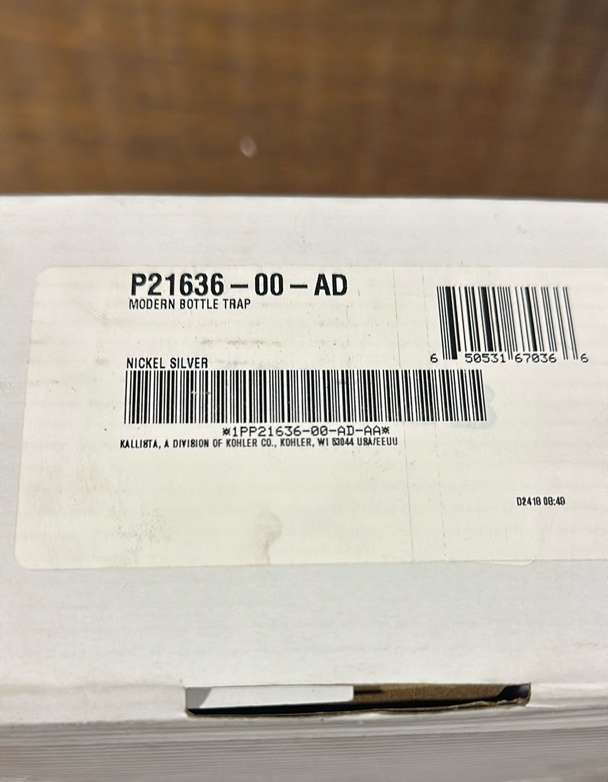 P21636-00-AD
MODERN BOTTLE TRAP
6 50531 67036 6
NICKEL SILVER
*1PP21636-00-AD-AA*
KALLISTA, A DIVISION OF KOHLER CO., KOHLER, WI 53044 USA/EEUU
D2418 08:49